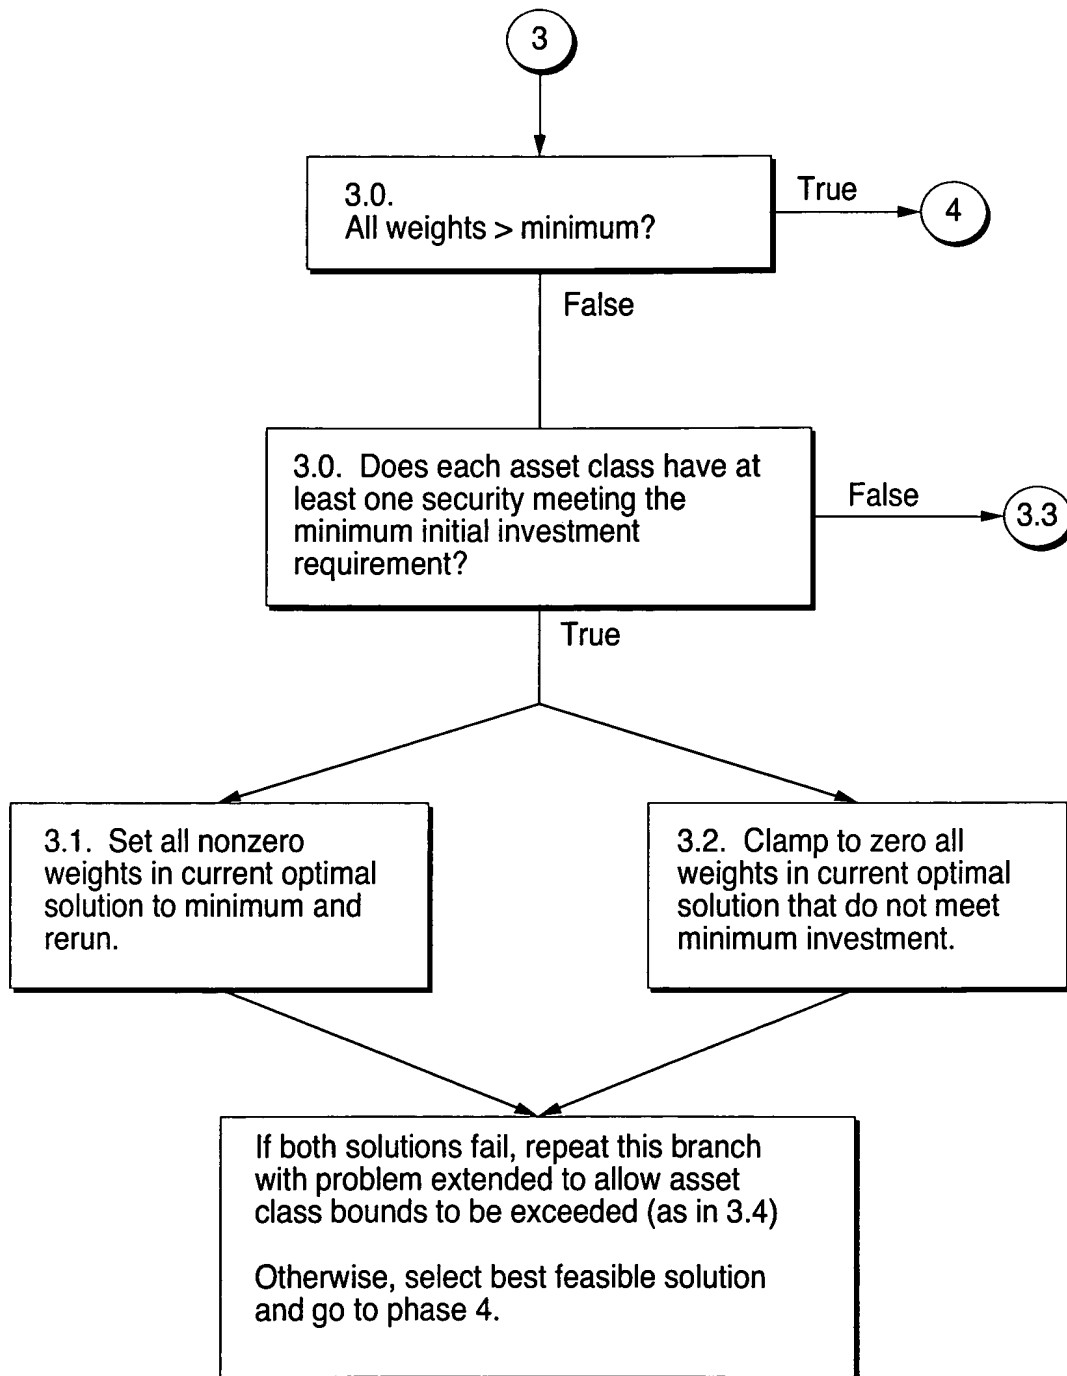 3
3.0.
All weights > minimum?
True
4
False
3.0. Does each asset class have at
least one security meeting the
minimum initial investment
requirement?
False
3.3
True
3.1. Set all nonzero
weights in current optimal
solution to minimum and
rerun.
3.2. Clamp to zero all
weights in current optimal
solution that do not meet
minimum investment.
If both solutions fail, repeat this branch
with problem extended to allow asset
class bounds to be exceeded (as in 3.4)
Otherwise, select best feasible solution
and go to phase 4.